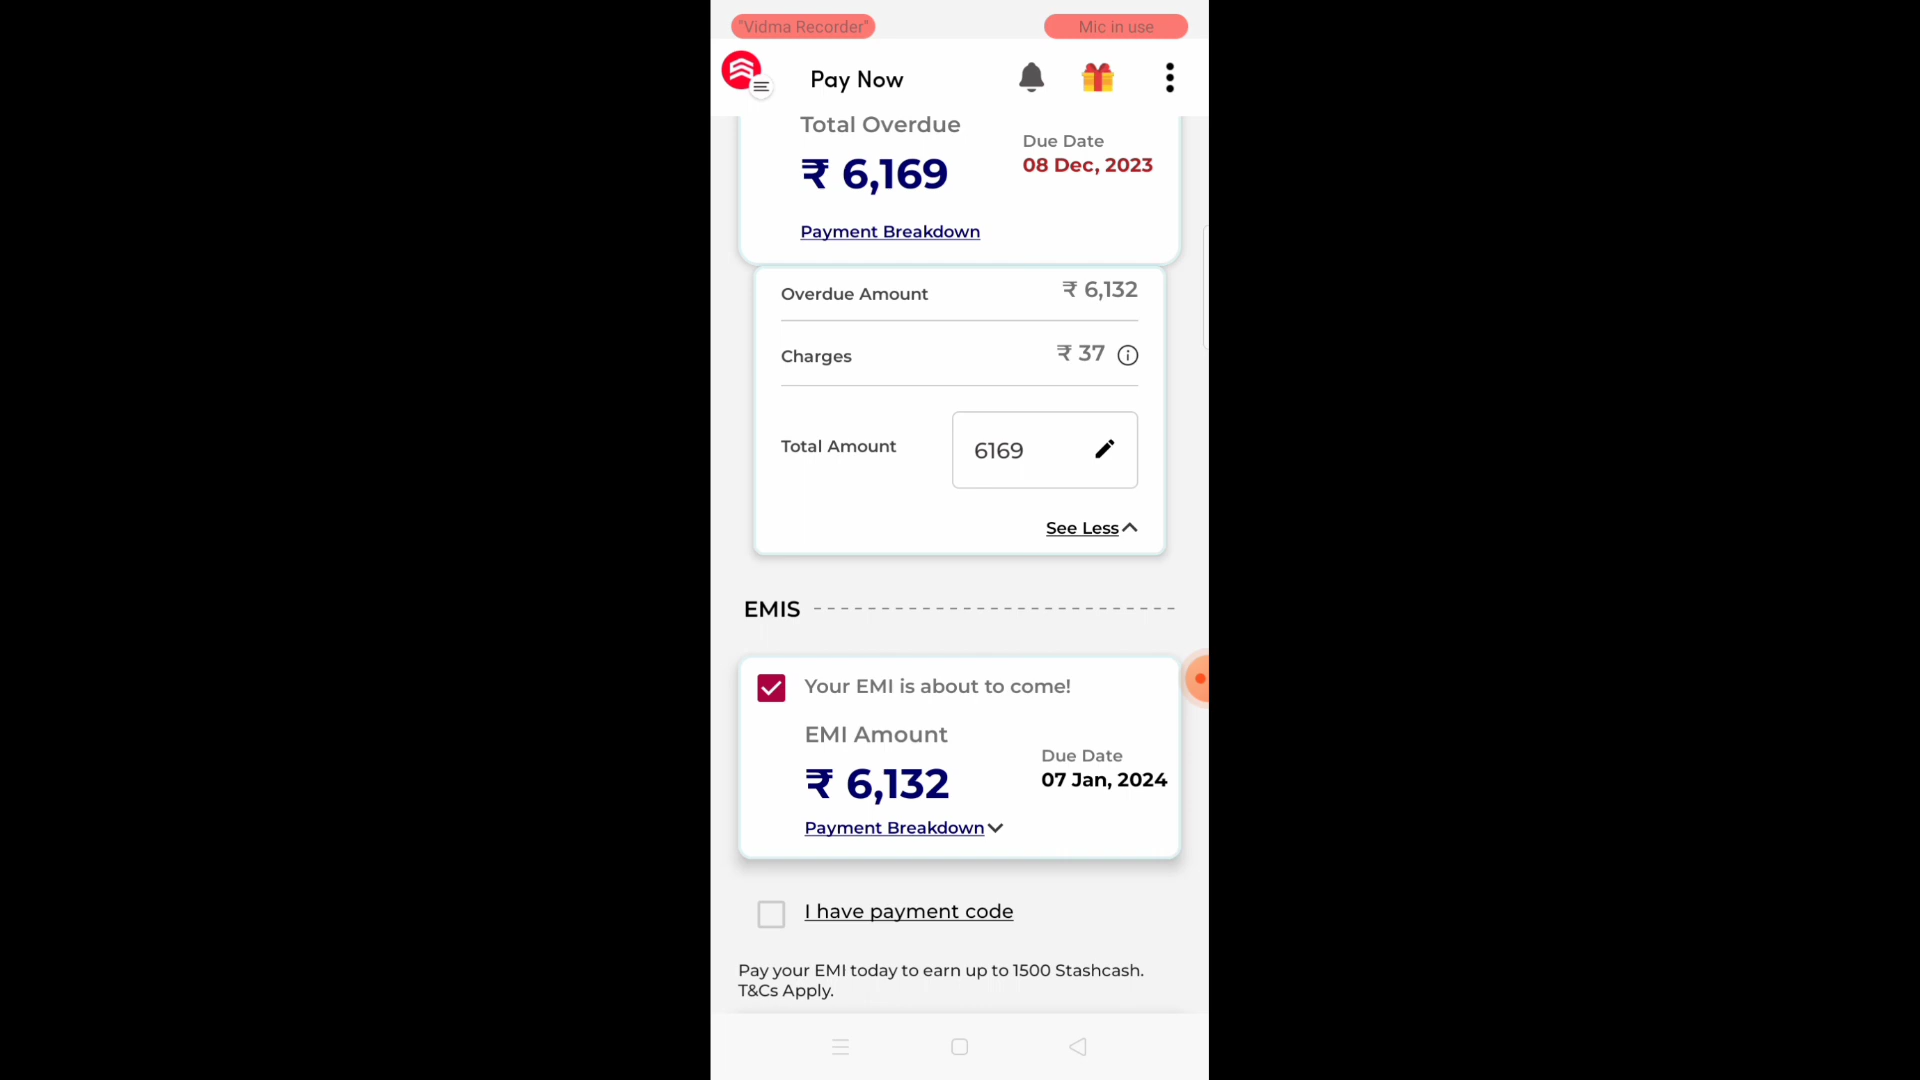 "Vidma Recorder"
Mic in use
Pay Now
Total Overdue
Due Date
₹ 6,169
08 Dec, 2023
Payment Breakdown
Overdue Amount ₹ 6,132
Charges ₹ 37
Total Amount 6169
See Less
EMIS
Your EMI is about to come!
EMI Amount
Due Date
₹ 6,132
07 Jan, 2024
Payment Breakdown
I have payment code
Pay your EMI today to earn up to 1500 Stashcash.
T&Cs Apply.